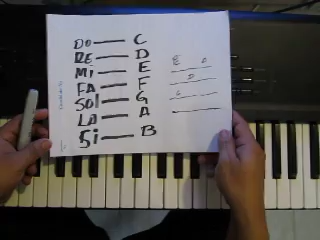 DO — C
RE — D
Mi — E
FA — F
Sol — G
LA — A
Si — B